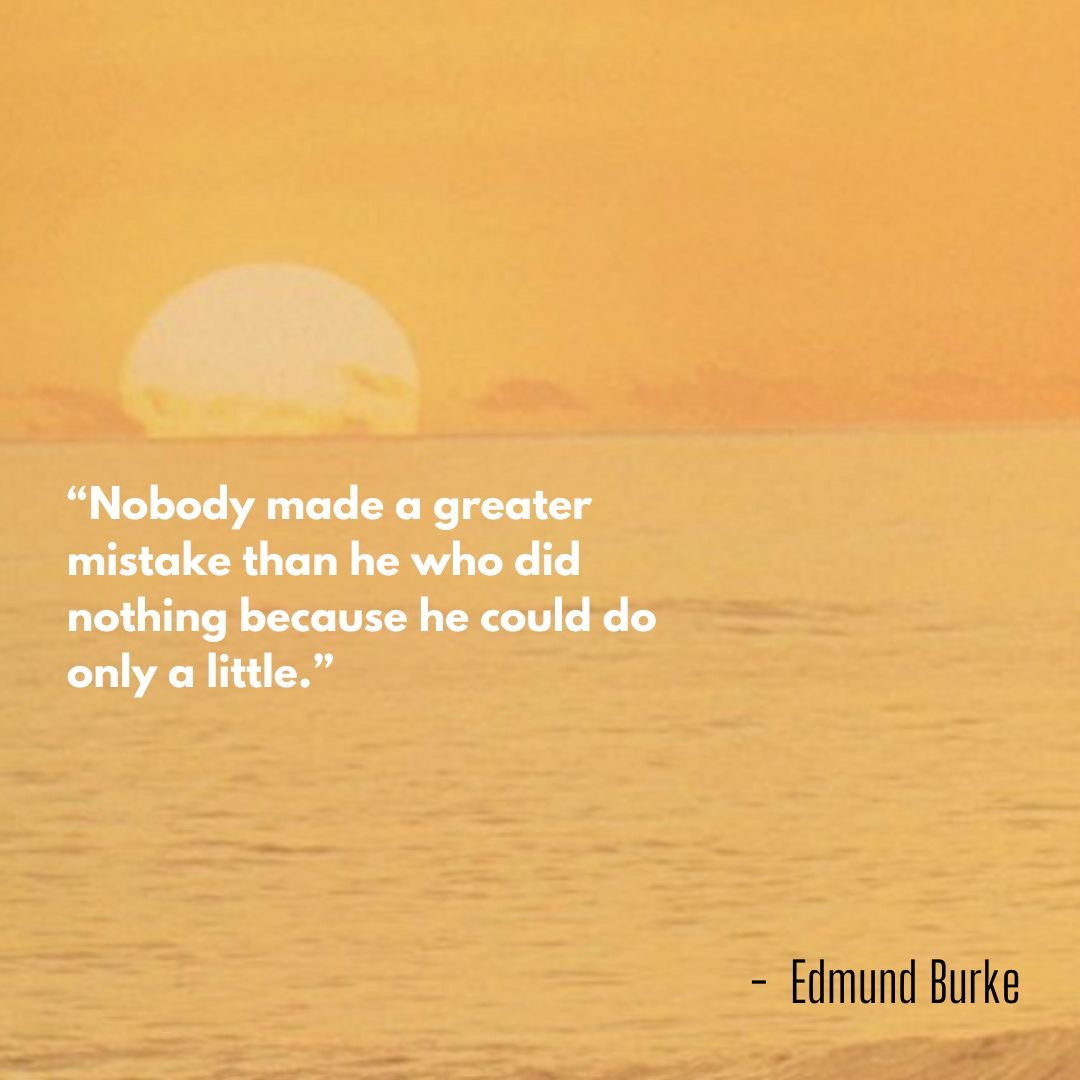 “Nobody made a greater
mistake than he who did
nothing because he could do
only a little.”
- Edmund Burke